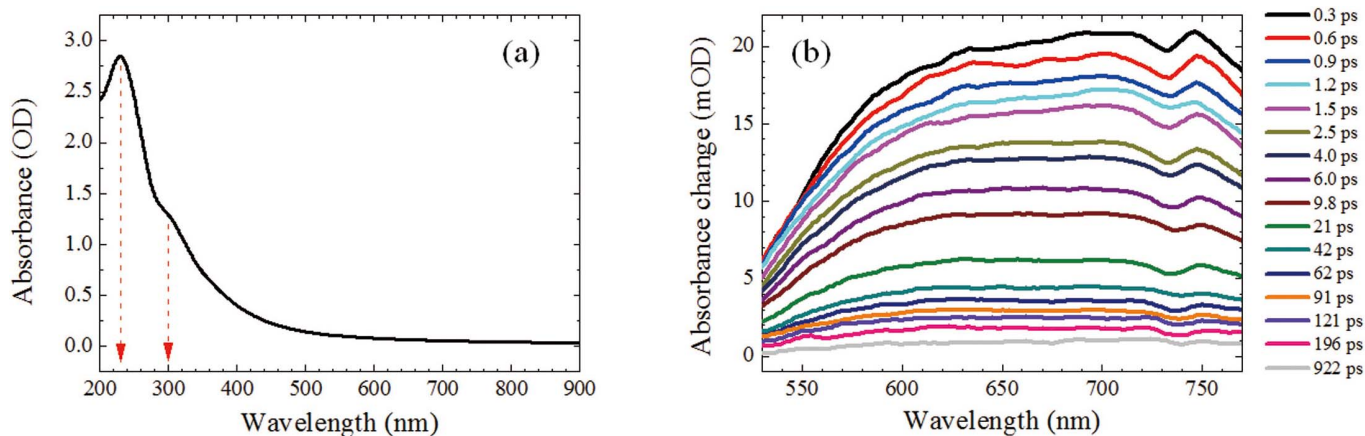 (a)
Absorbance (OD)
3.0
2.5
2.0
1.5
1.0
0.5
0.0
200 300 400 500 600 700 800 900
Wavelength (nm)
(b)
Absorbance change (mOD)
20
15
10
5
0
550 600 650 700 750
Wavelength (nm)
0.3 ps
0.6 ps
0.9 ps
1.2 ps
1.5 ps
2.5 ps
4.0 ps
6.0 ps
9.8 ps
21 ps
42 ps
62 ps
91 ps
121 ps
196 ps
922 ps